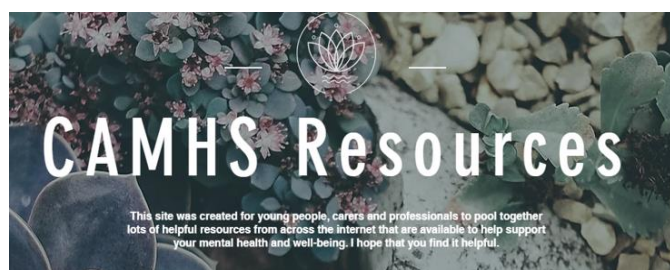 CAMHS Resources
This site was created for young people, carers and professionals to pool together
lots of helpful resources from across the internet that are available to help support
your mental health and well-being. I hope that you find it helpful.